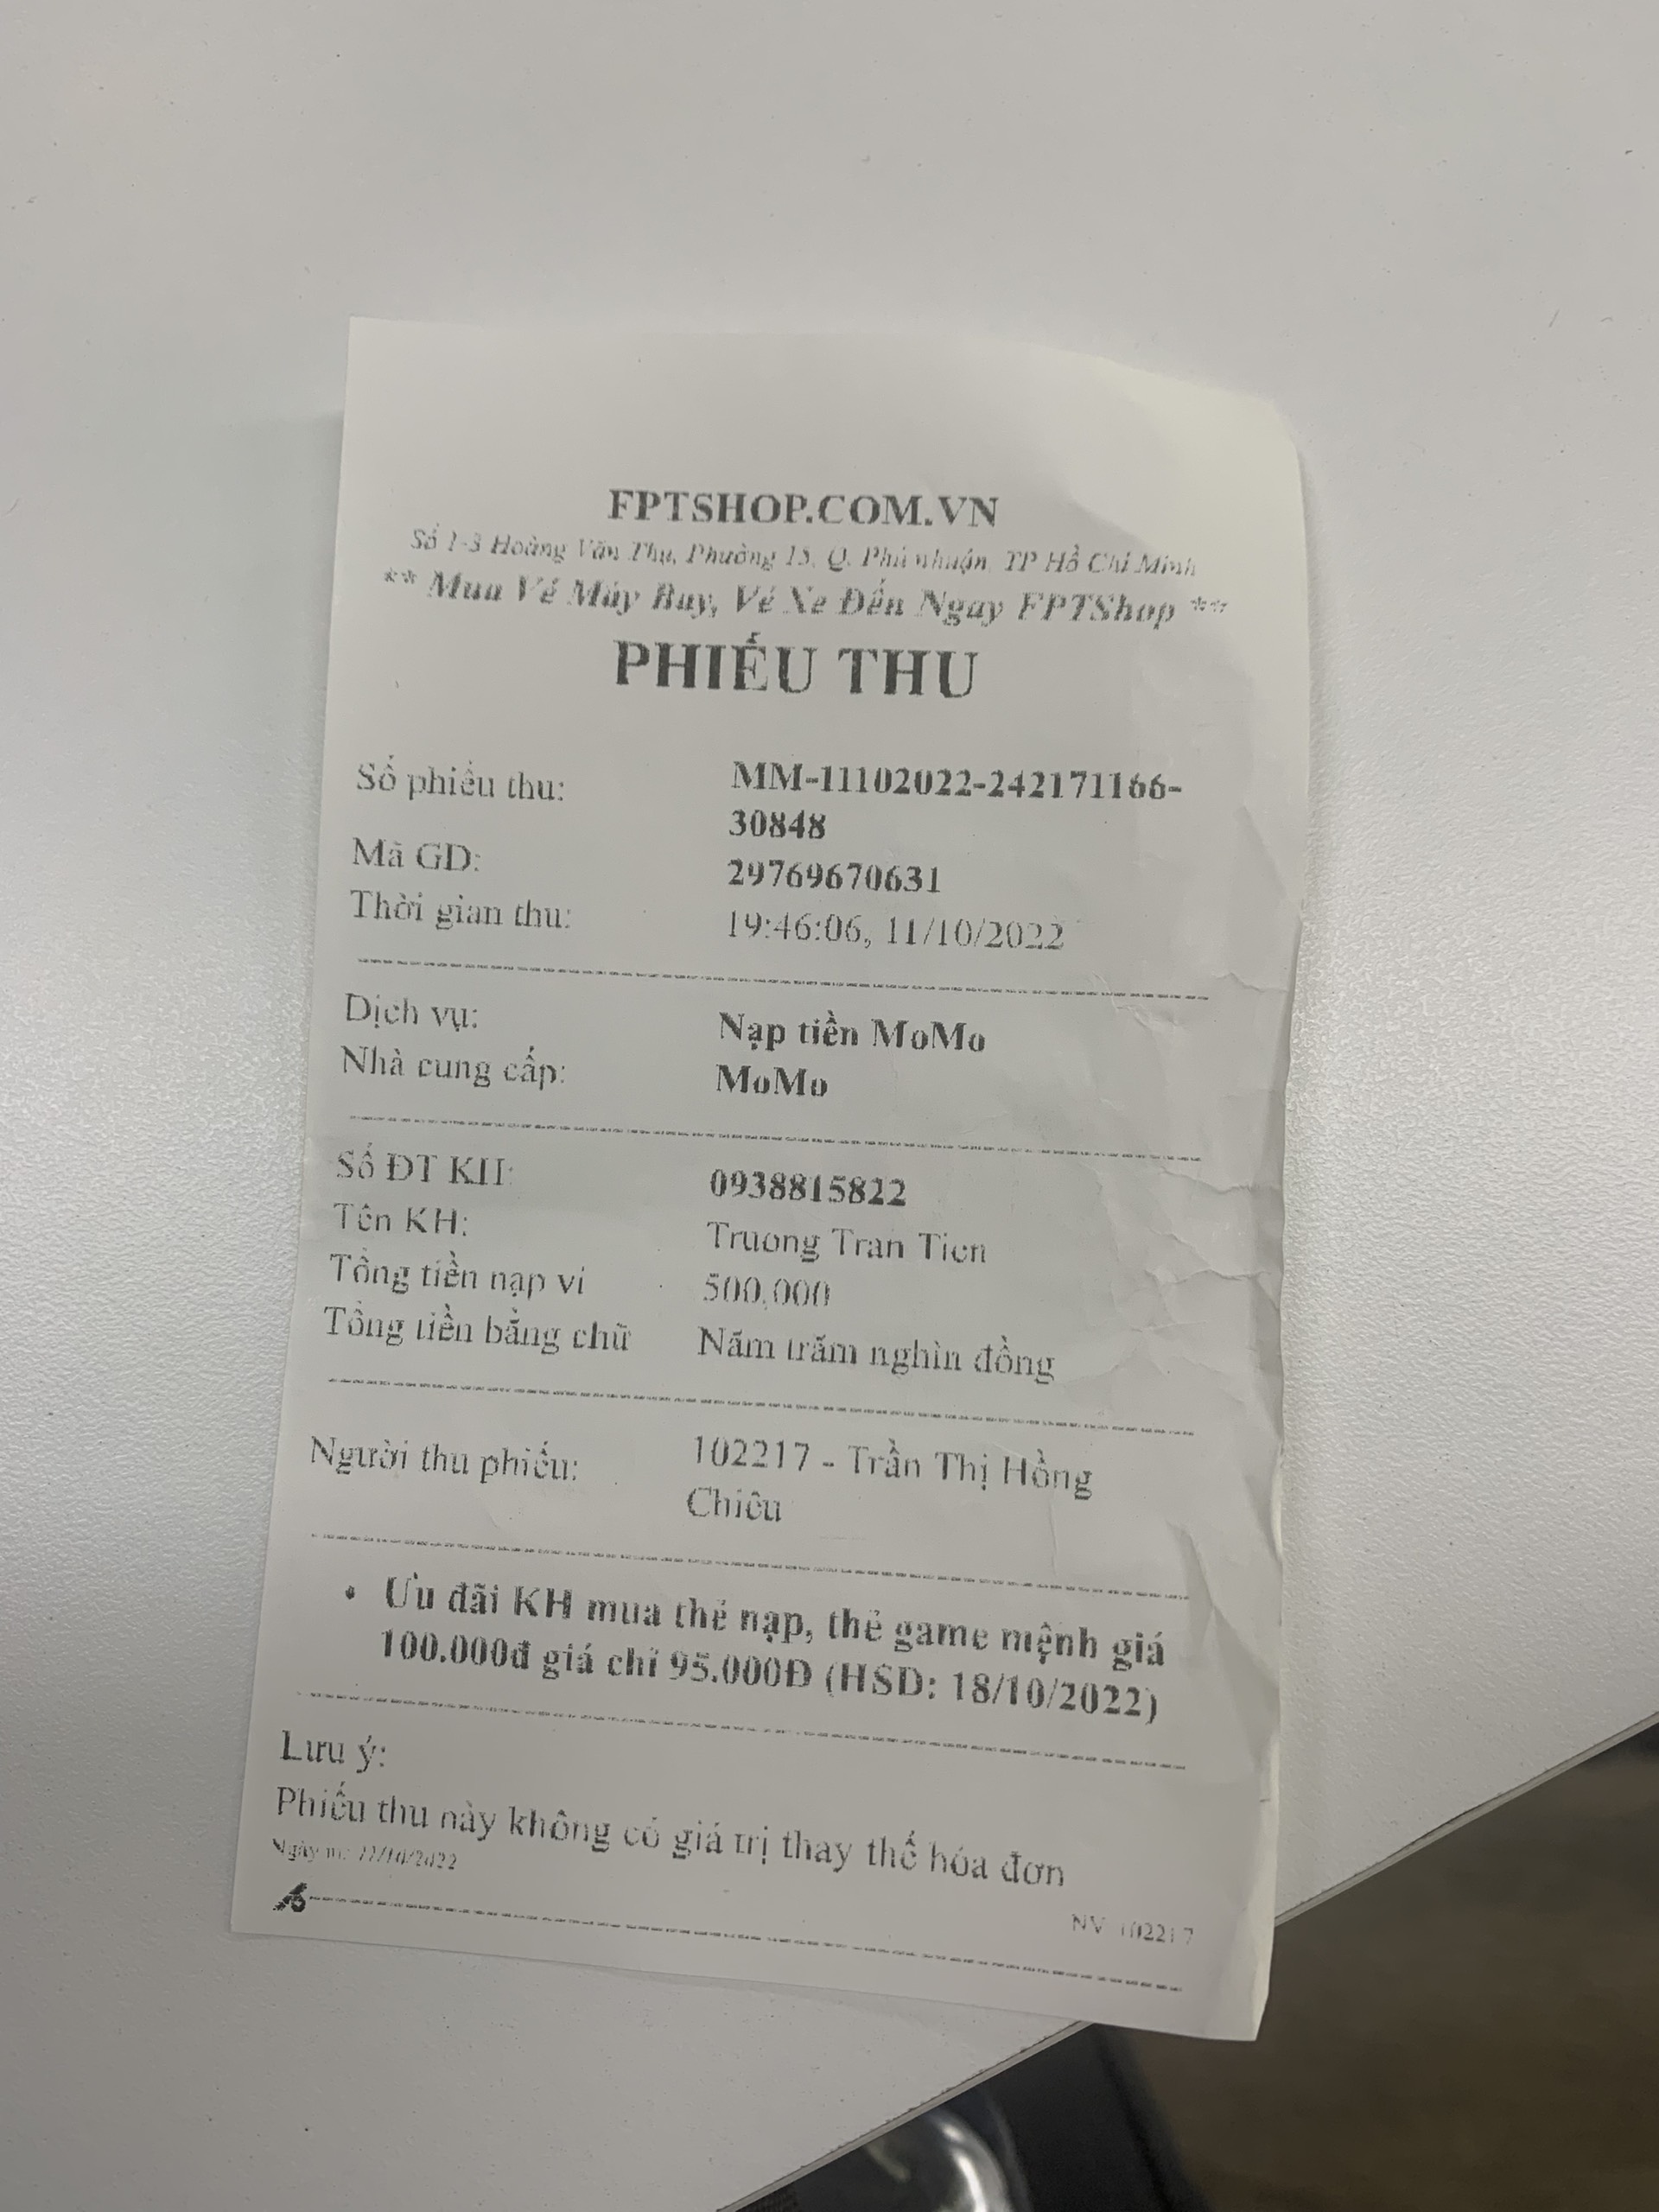 FPTSHOP.COM.VN
Số 1-3 Hoàng Văn Thụ, Phường 15, Q. Phú nhuận, TP Hồ Chí Minh
** Mua Vé Máy Bay, Vé Xe Đến Ngay FPTShop **
PHIẾU THU
Số phiếu thu: MM-11102022-242171166-
30848
Mã GD: 29769670631
Thời gian thu: 19:46:06, 11/10/2022
Dịch vụ: Nạp tiền MoMo
Nhà cung cấp: MoMo
Số ĐT KH: 0938815822
Tên KH: Truong Tran Tien
Tổng tiền nạp ví 500,000
Tổng tiền bằng chữ Năm trăm nghìn đồng
Người thu phiếu: 102217 - Trần Thị Hồng
Chiêu
• Ưu đãi KH mua thẻ nạp, thẻ game mệnh giá
100.000đ giá chỉ 95.000Đ (HSD: 18/10/2022)
Lưu ý:
Phiếu thu này không có giá trị thay thế hóa đơn
Ngày in: 11/10/2022
NV 102217